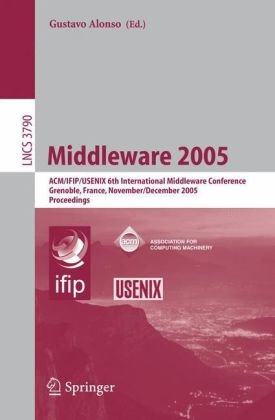 Gustavo Alonso (Ed.)
LNCS 3790
Middleware 2005
ACM/IFIP/USENIX 6th International Middleware Conference
Grenoble, France, November/December 2005
Proceedings
acm
ASSOCIATION FOR
COMPUTING MACHINERY
ifip
USENIX
Springer